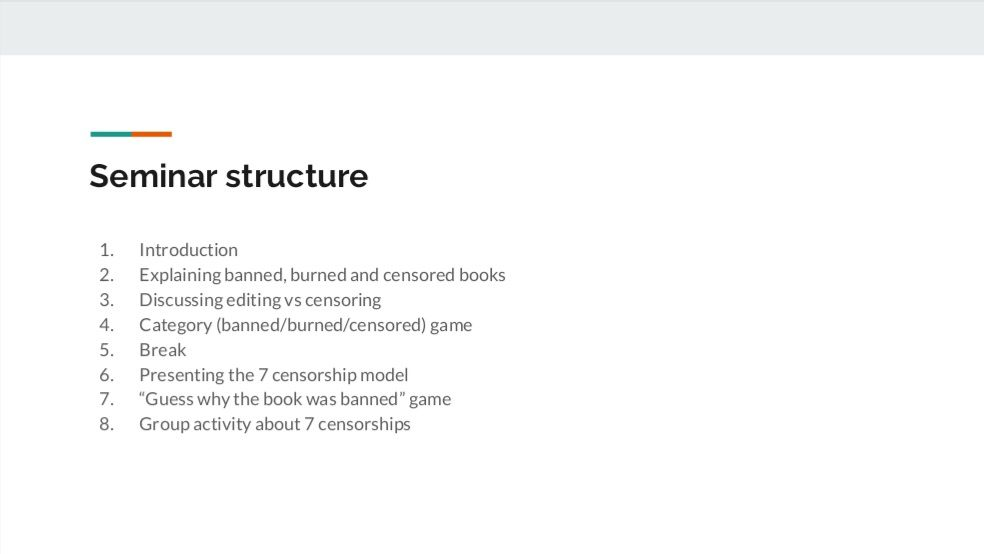 Seminar structure
1. Introduction
2. Explaining banned, burned and censored books
3. Discussing editing vs censoring
4. Category (banned/burned/censored) game
5. Break
6. Presenting the 7 censorship model
7. “Guess why the book was banned” game
8. Group activity about 7 censorships